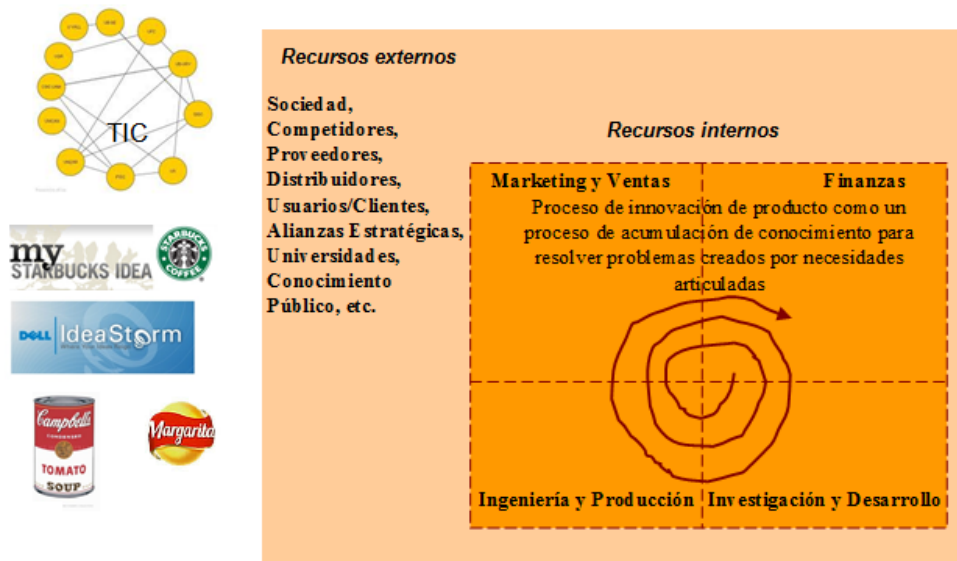 TIC
my
STARBUCKS IDEA
STARBUCKS
COFFEE
DELL IdeaStorm
Campbell's
CONDENSED
TOMATO
SOUP
Margarita
Recursos externos
Sociedad,
Competidores,
Proveedores,
Distribuidores,
Usuarios/Clientes,
Alianzas Estratégicas,
Universidades,
Conocimiento
Público, etc.
Recursos internos
Marketing y Ventas
Finanzas
Proceso de innovación de producto como un
proceso de acumulación de conocimiento para
resolver problemas creados por necesidades
articuladas
Ingeniería y Producción
Investigación y Desarrollo